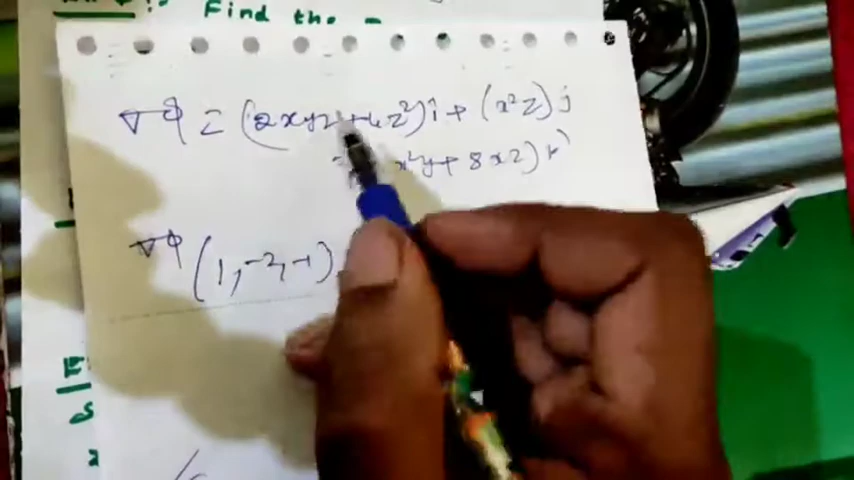 Find the
∇φ = (2xyz+4z²)î + (x²z)j
x²y+ 8xz)k
∇φ (1,-2,-1)